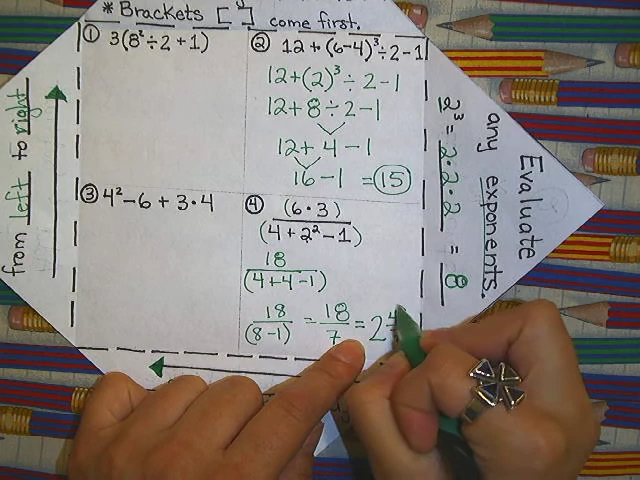 * Brackets [ ] come first.
① 3(8² ÷ 2 + 1)
② 12 + (6 - 4)³ ÷ 2 - 1
12 + (2)³ ÷ 2 - 1
12 + 8 ÷ 2 - 1
12 + 4 - 1
16 - 1 = 15
③ 4² - 6 + 3 · 4
④ (6 · 3)
(4 + 2² - 1)
18
(4 + 4 - 1)
18/(8 - 1) = 18/7 = 2 4
Evaluate
any exponents.
2³ = 2 · 2 · 2 = 8
way left to right